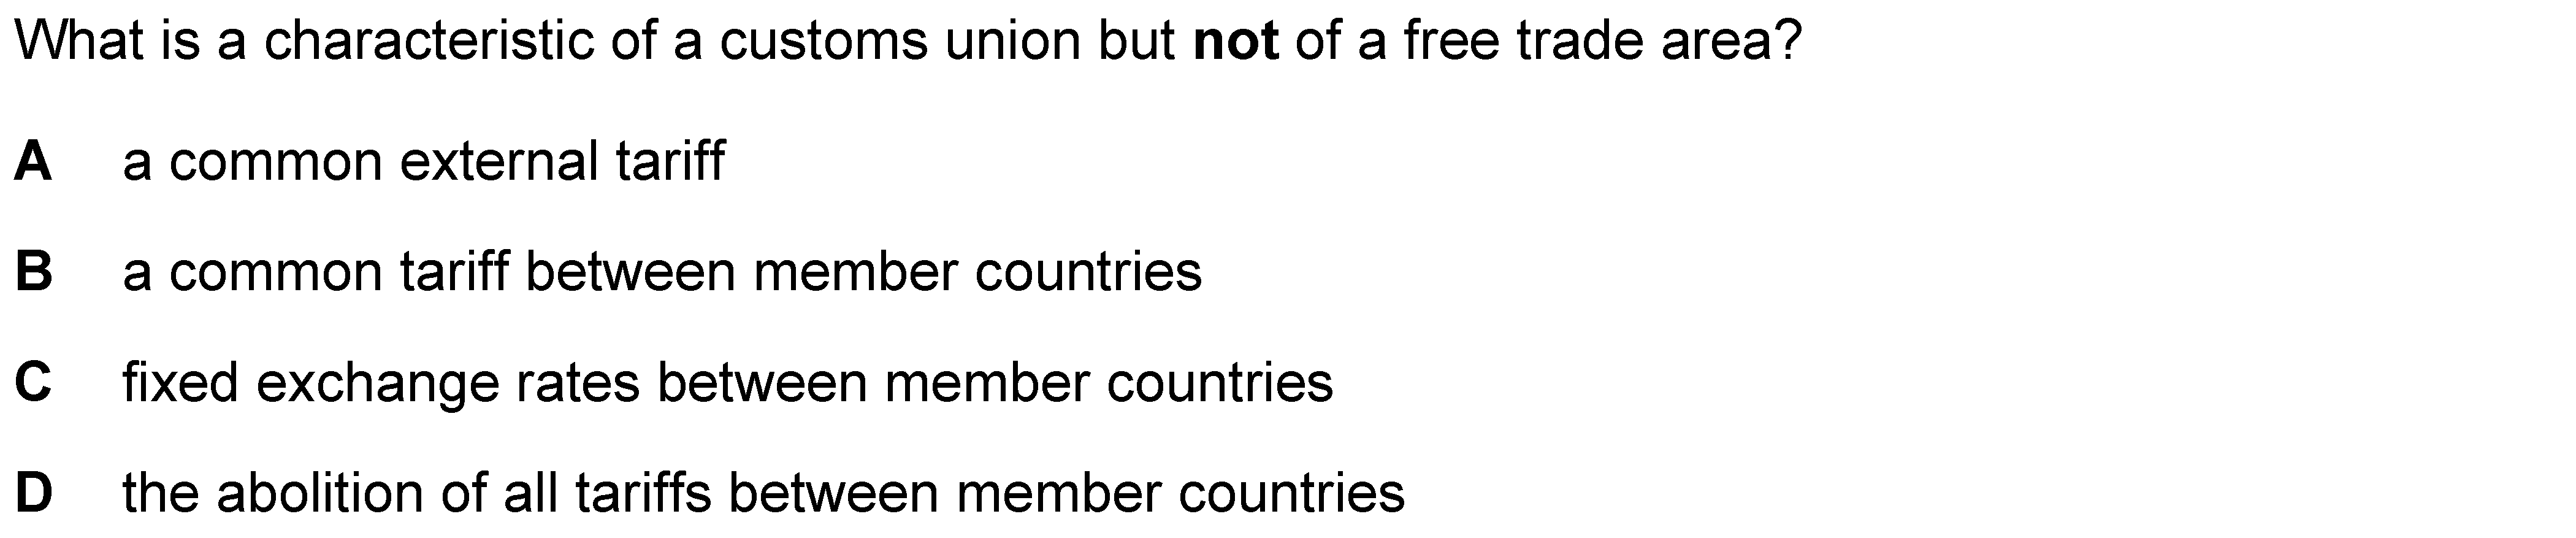 What is a characteristic of a customs union but not of a free trade area?
A a common external tariff
B a common tariff between member countries
C fixed exchange rates between member countries
D the abolition of all tariffs between member countries